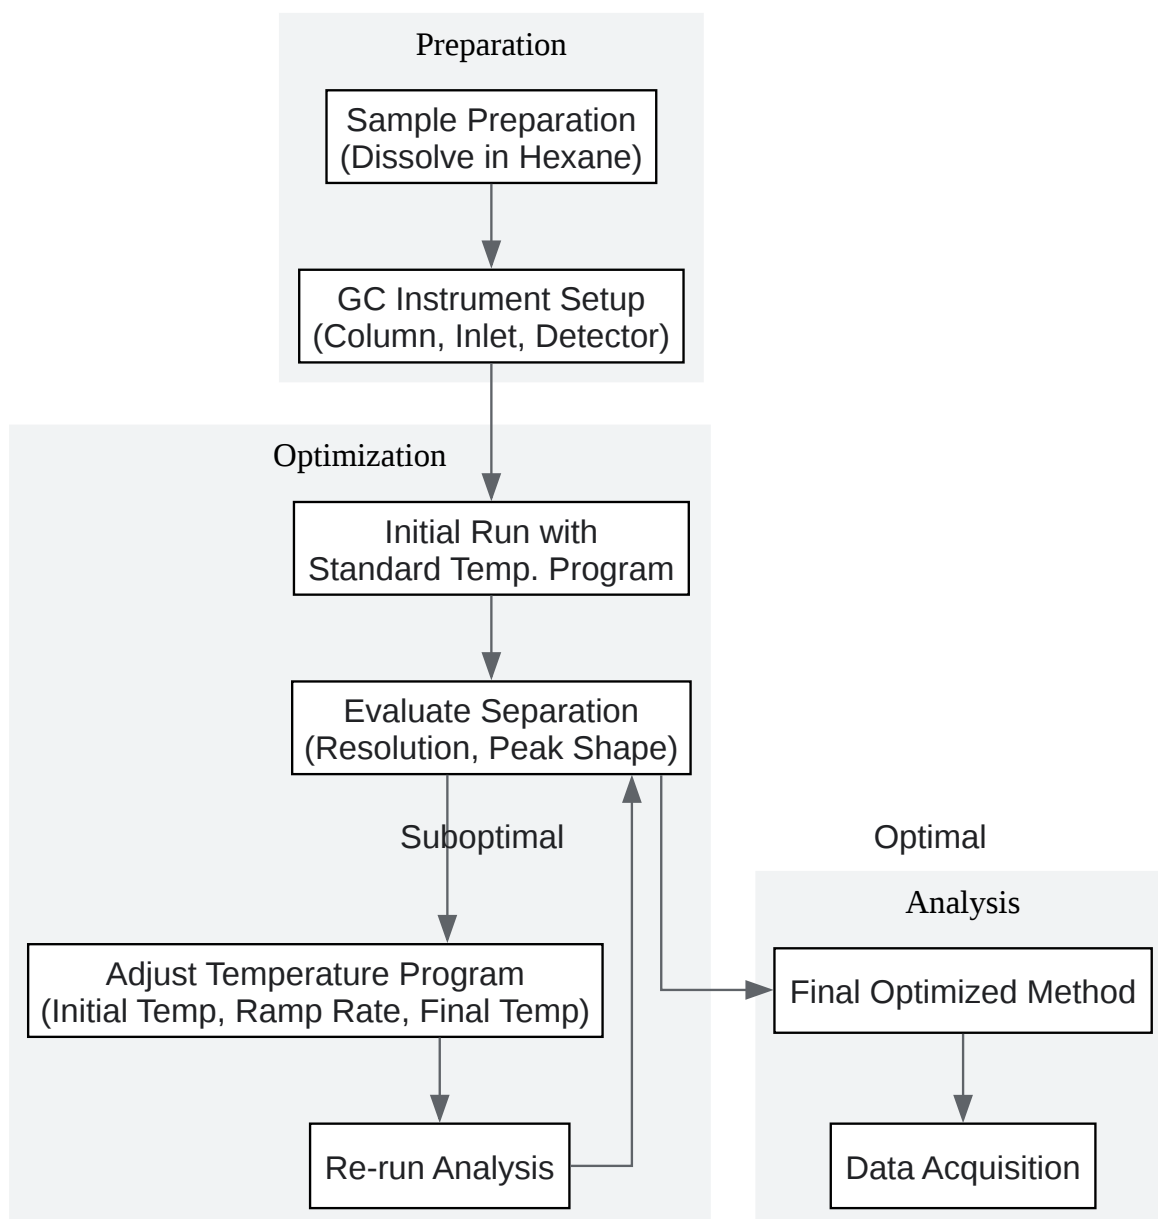 Preparation
Sample Preparation
(Dissolve in Hexane)
GC Instrument Setup
(Column, Inlet, Detector)
Optimization
Initial Run with
Standard Temp. Program
Evaluate Separation
(Resolution, Peak Shape)
Suboptimal
Optimal
Adjust Temperature Program
(Initial Temp, Ramp Rate, Final Temp)
Re-run Analysis
Analysis
Final Optimized Method
Data Acquisition